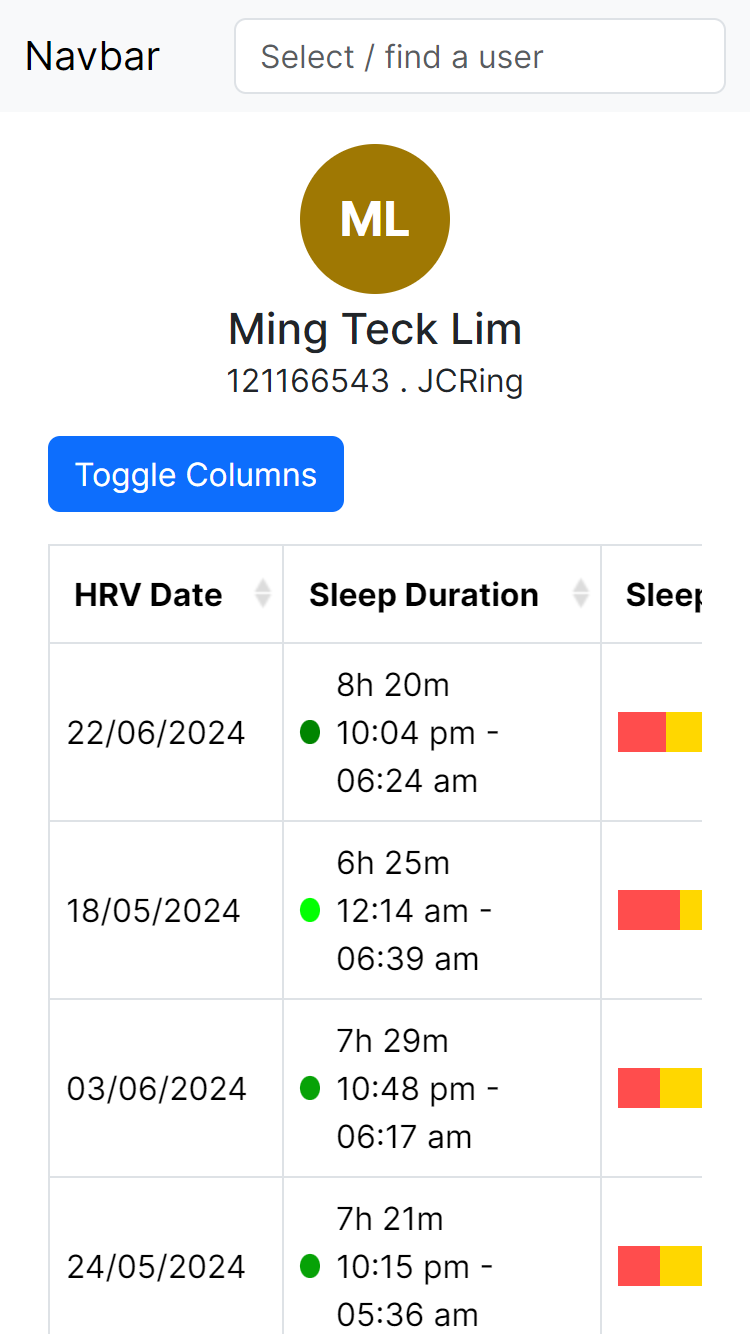 Navbar
Select / find a user
ML
Ming Teck Lim
121166543 . JCRing
Toggle Columns
HRV Date
Sleep Duration
22/06/2024
8h 20m
10:04 pm -
06:24 am
18/05/2024
6h 25m
12:14 am -
06:39 am
03/06/2024
7h 29m
10:48 pm -
06:17 am
24/05/2024
7h 21m
10:15 pm -
05:36 am